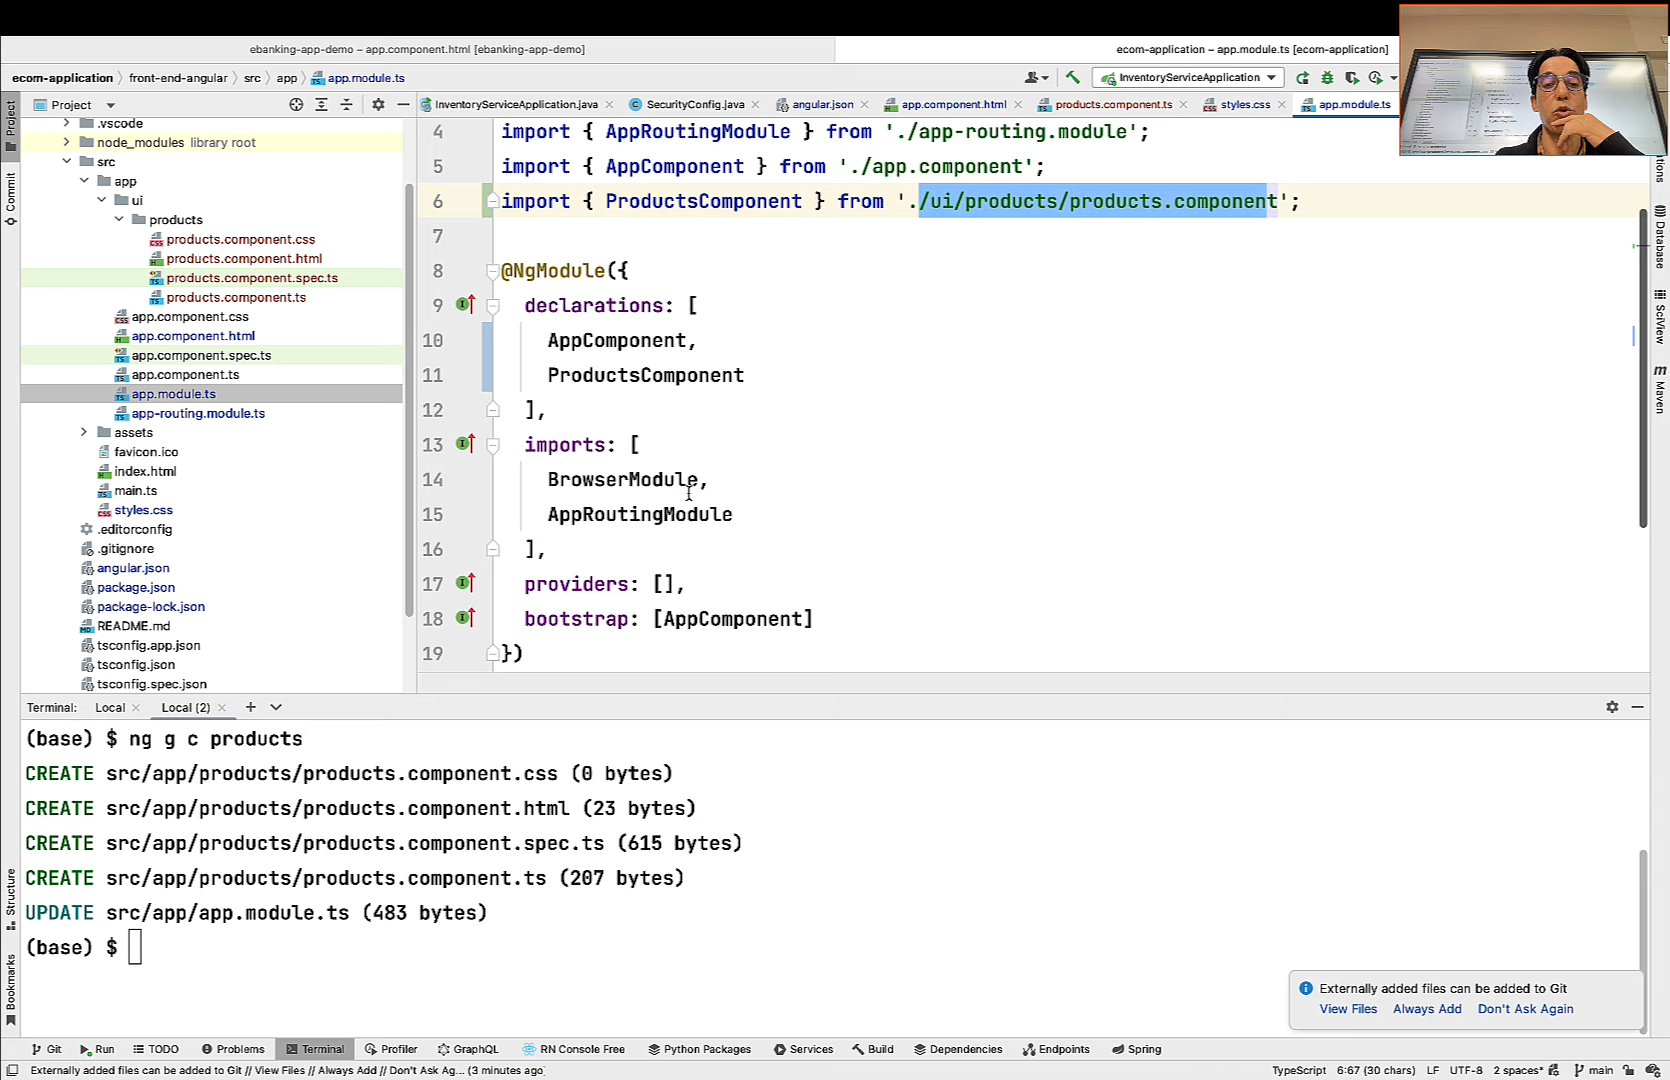 ebanking-app-demo – app.component.html [ebanking-app-demo]
ecom-application – app.module.ts [ecom-application]
ecom-application
front-end-angular
src
app
app.module.ts
InventoryServiceApplication
Project
InventoryServiceApplication.java
SecurityConfig.java
angular.json
app.component.html
products.component.ts
styles.css
app.module.ts
Project
Commit
Structure
Bookmarks
.vscode
node_modules library root
src
app
ui
products
products.component.css
products.component.html
products.component.spec.ts
products.component.ts
app.component.css
app.component.html
app.component.spec.ts
app.component.ts
app.module.ts
app-routing.module.ts
assets
favicon.ico
index.html
main.ts
styles.css
.editorconfig
.gitignore
angular.json
package.json
package-lock.json
README.md
tsconfig.app.json
tsconfig.json
tsconfig.spec.json
4 import { AppRoutingModule } from './app-routing.module';
5 import { AppComponent } from './app.component';
6 import { ProductsComponent } from './ui/products/products.component';
7
8 @NgModule({
9 declarations: [
10 AppComponent,
11 ProductsComponent
12 ],
13 imports: [
14 BrowserModule,
15 AppRoutingModule
16 ],
17 providers: [],
18 bootstrap: [AppComponent]
19 })
Database
SciView
Maven
Terminal: Local Local (2)
(base) $ ng g c products
CREATE src/app/products/products.component.css (0 bytes)
CREATE src/app/products/products.component.html (23 bytes)
CREATE src/app/products/products.component.spec.ts (615 bytes)
CREATE src/app/products/products.component.ts (207 bytes)
UPDATE src/app/app.module.ts (483 bytes)
(base) $
Externally added files can be added to Git
View Files Always Add Don't Ask Again
Git Run TODO Problems Terminal Profiler GraphQL RN Console Free Python Packages Services Build Dependencies Endpoints Spring
Externally added files can be added to Git // View Files // Always Add // Don't Ask Ag... (3 minutes ago)
TypeScript 6:67 (30 chars) LF UTF-8 2 spaces* main